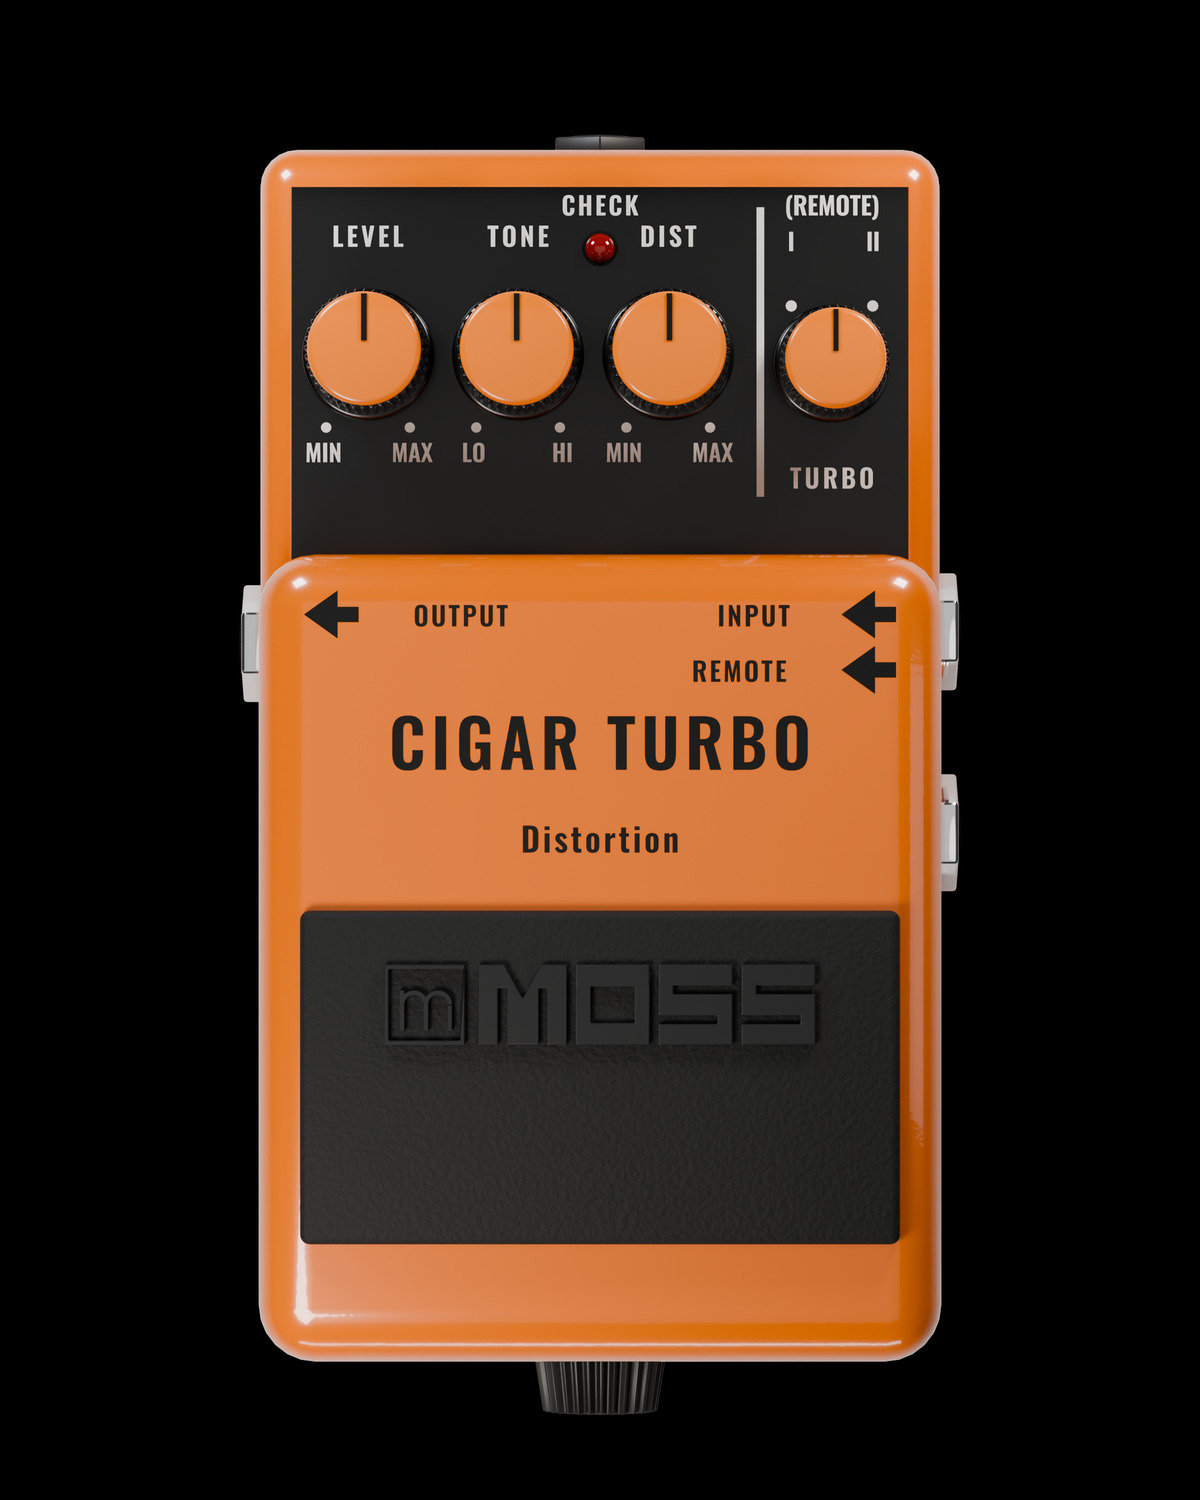 CHECK
(REMOTE)
LEVEL
TONE
DIST
I
II
MIN
MAX
LO
HI
MIN
MAX
TURBO
OUTPUT
INPUT
REMOTE
CIGAR TURBO
Distortion
m MOSS